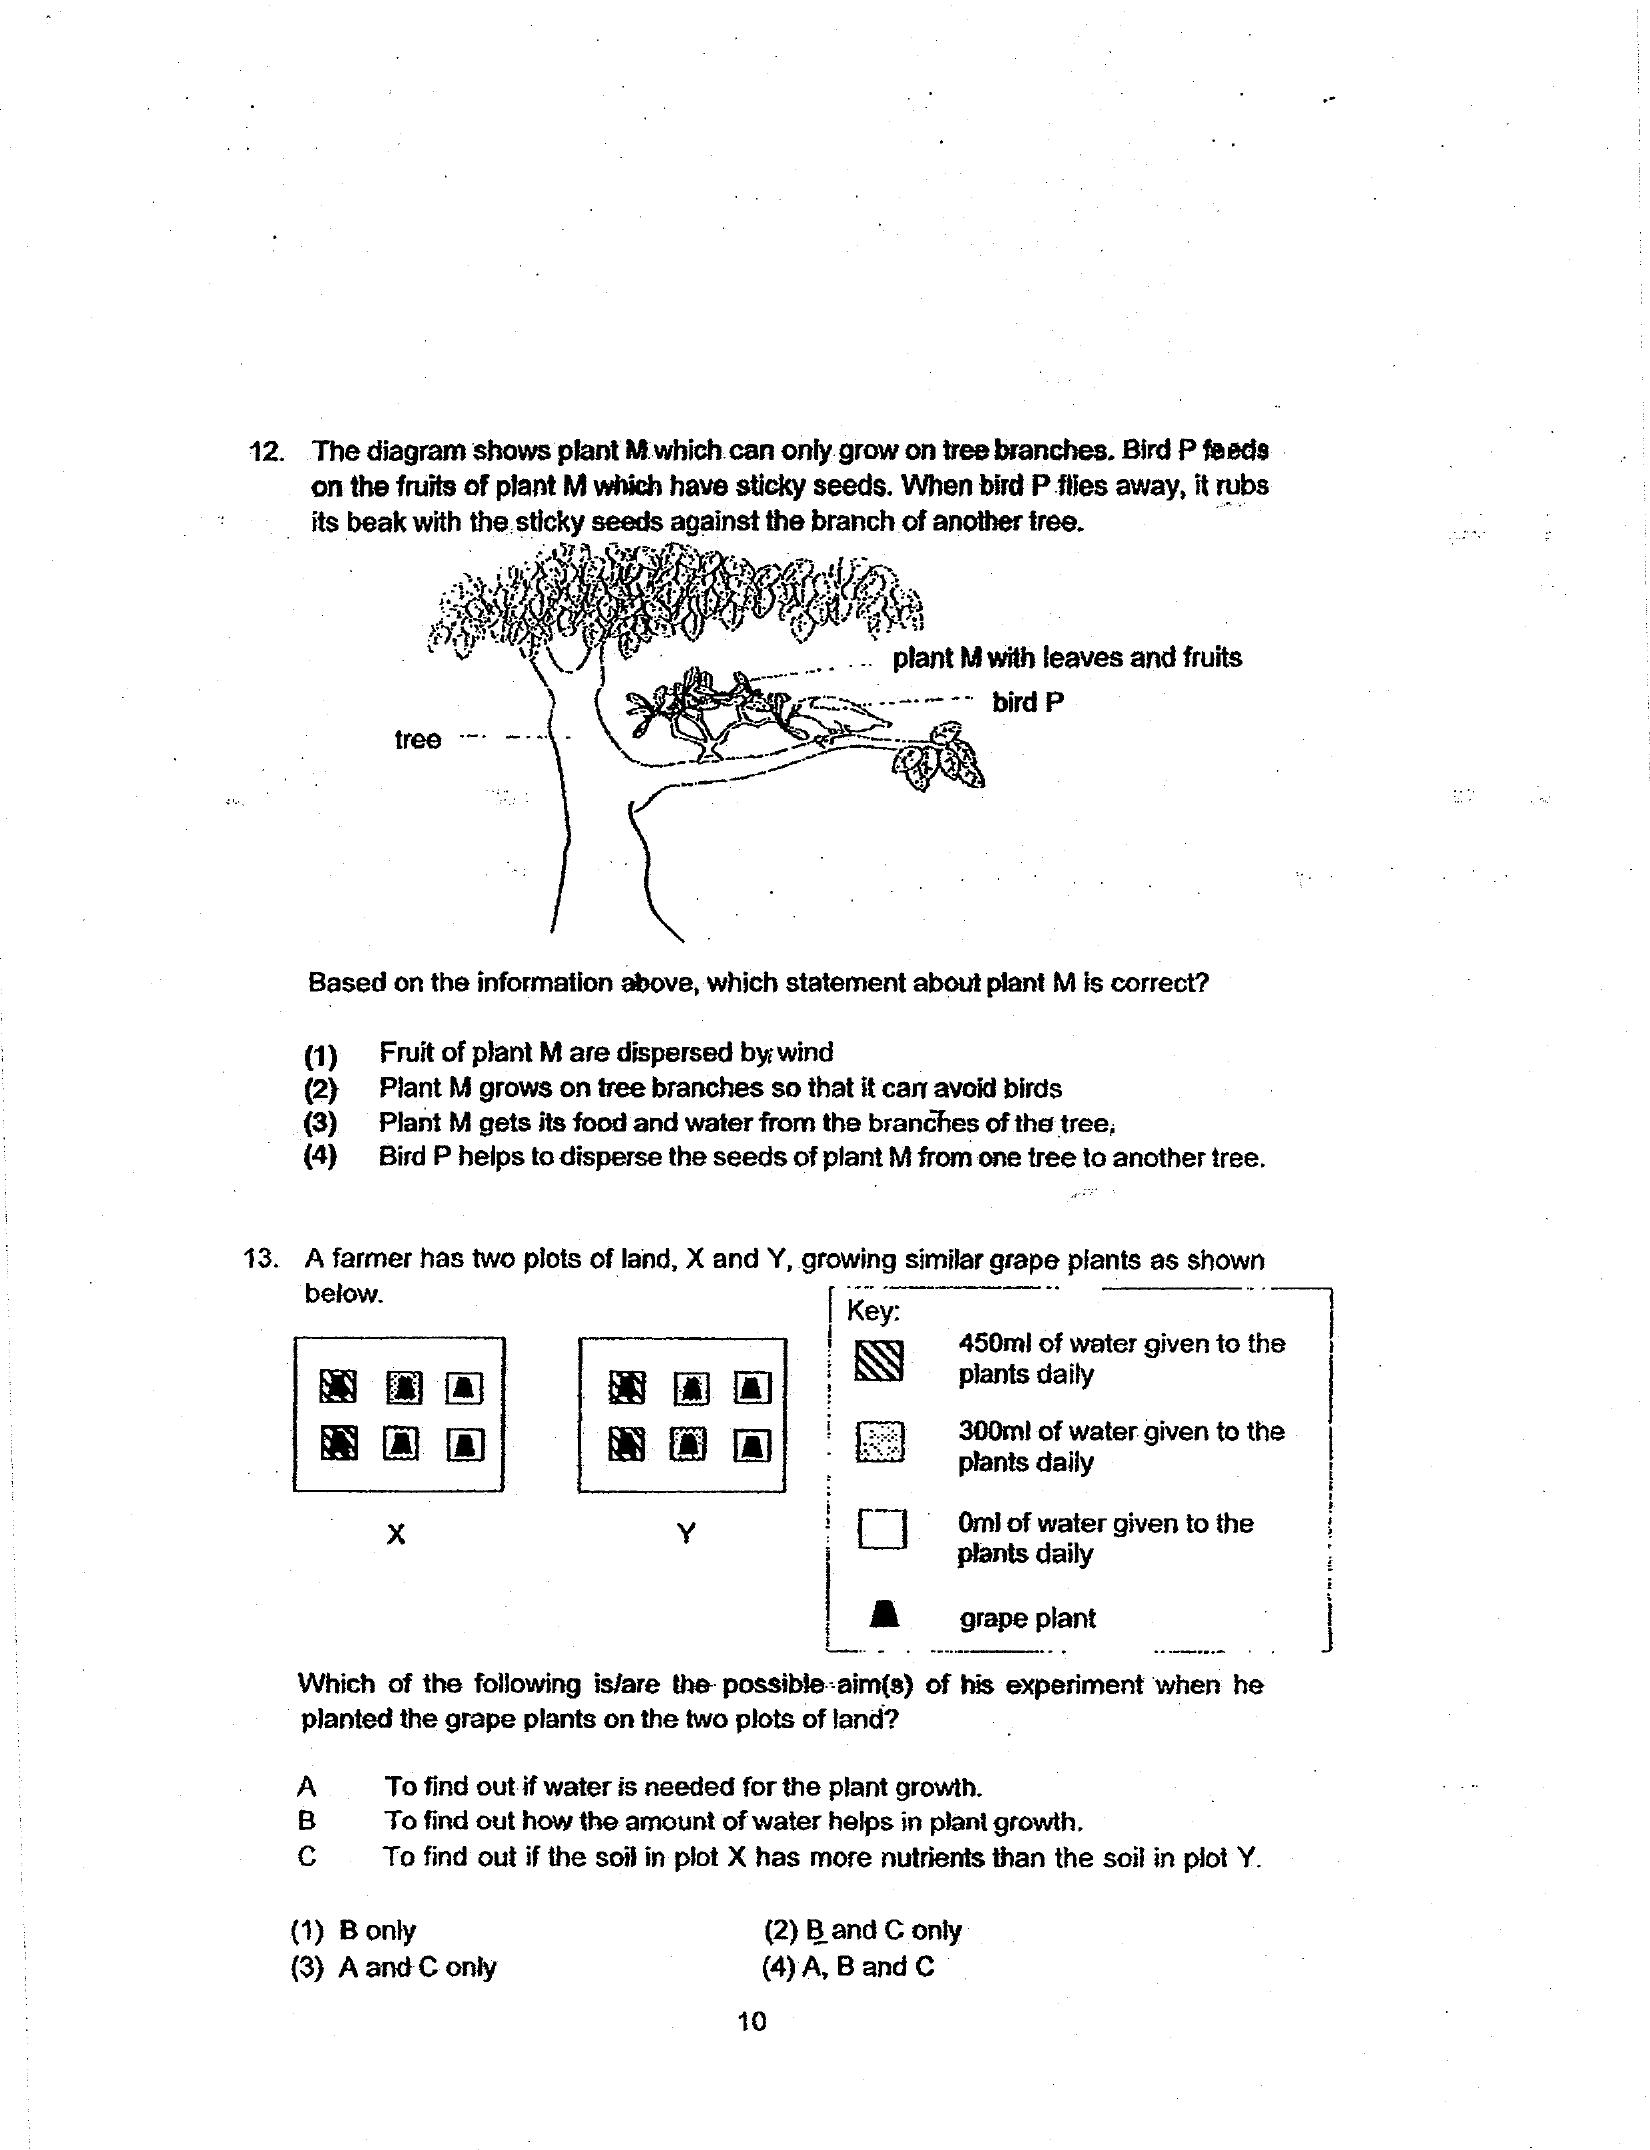 12. The diagram shows plant M which can only grow on tree branches. Bird P feeds
on the fruits of plant M which have sticky seeds. When bird P flies away, it rubs
its beak with the sticky seeds against the branch of another tree.
plant M with leaves and fruits
bird P
tree
Based on the information above, which statement about plant M is correct?
(1) Fruit of plant M are dispersed by wind
(2) Plant M grows on tree branches so that it can avoid birds
(3) Plant M gets its food and water from the branches of the tree.
(4) Bird P helps to disperse the seeds of plant M from one tree to another tree.
13. A farmer has two plots of land, X and Y, growing similar grape plants as shown
below.
Key:
450ml of water given to the
plants daily
300ml of water given to the
plants daily
0ml of water given to the
plants daily
grape plant
X Y
Which of the following is/are the possible aim(s) of his experiment when he
planted the grape plants on the two plots of land?
A To find out if water is needed for the plant growth.
B To find out how the amount of water helps in plant growth.
C To find out if the soil in plot X has more nutrients than the soil in plot Y.
(1) B only (2) B and C only
(3) A and C only (4) A, B and C
10